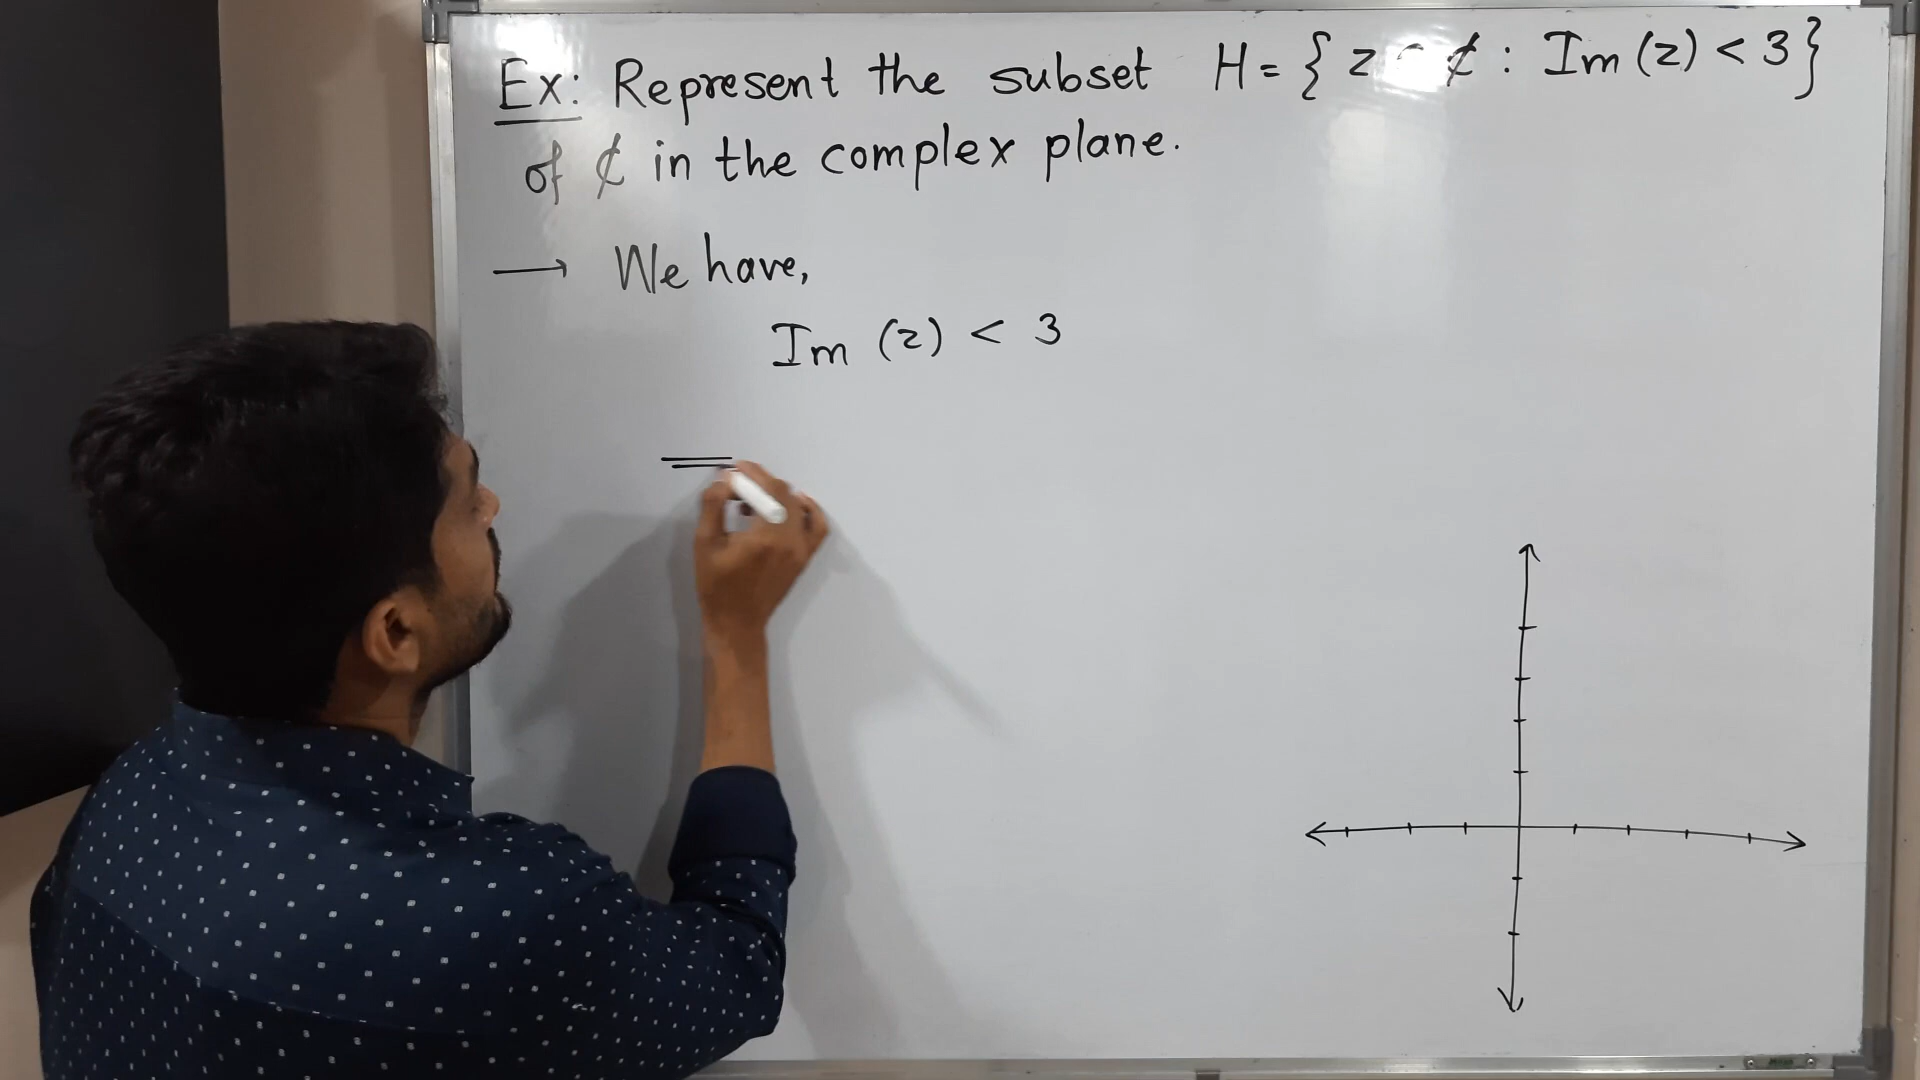 Ex: Represent the subset H = { z ∈ ₵ : Im (z) < 3 }
of ₵ in the complex plane.
→ We have,
Im (z) < 3